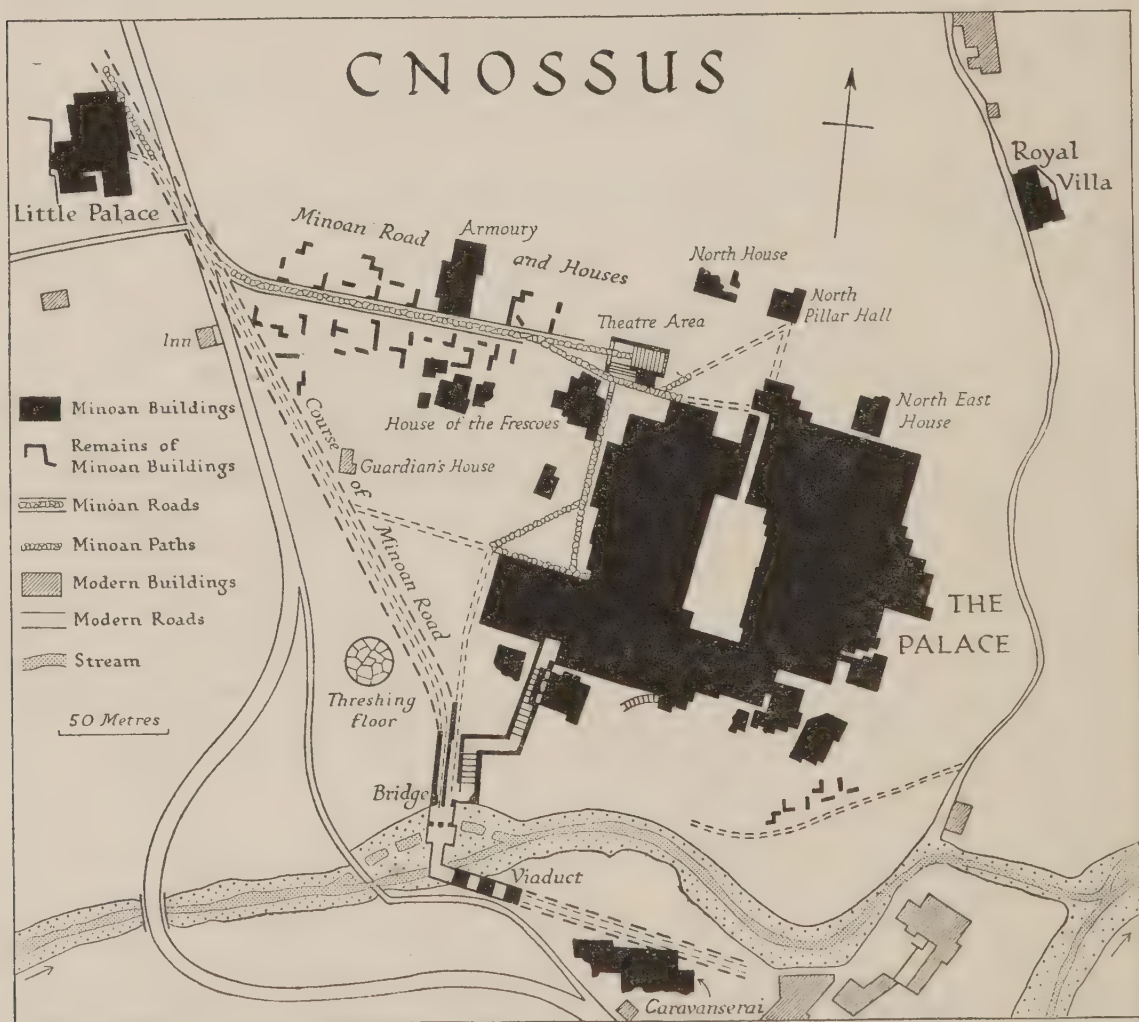 CNOSSUS
Royal
Villa
Little Palace
Minoan Road
Armoury
and Houses
North House
North
Pillar Hall
Theatre Area
Inn
House of the Frescoes
North East
House
Guardian's House
Course of Minoan Road
Minoan Buildings
Remains of
Minoan Buildings
Minoan Roads
Minoan Paths
Modern Buildings
Modern Roads
Stream
50 Metres
Threshing
floor
THE
PALACE
Bridge
Viaduct
Caravanserai